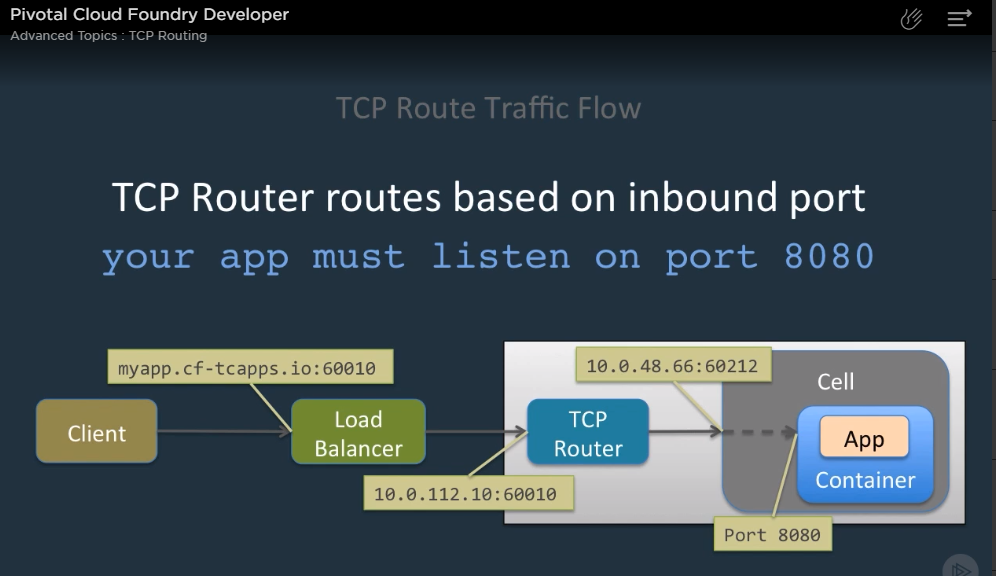 Pivotal Cloud Foundry Developer
Advanced Topics : TCP Routing
TCP Route Traffic Flow
TCP Router routes based on inbound port
your app must listen on port 8080
myapp.cf-tcapps.io:60010
10.0.48.66:60212
Cell
Client
Load
Balancer
TCP
Router
App
Container
10.0.112.10:60010
Port 8080